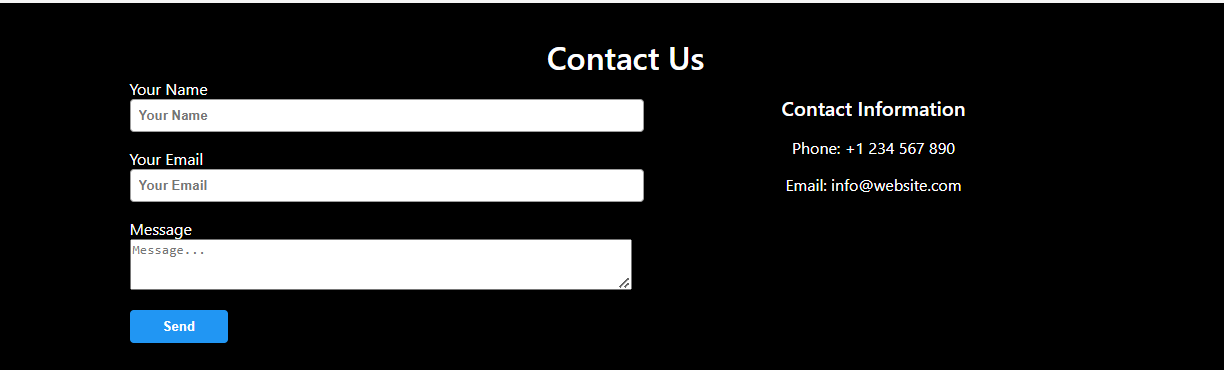 Contact Us
Your Name
Your Name
Your Email
Your Email
Message
Message...
Send
Contact Information
Phone: +1 234 567 890
Email: info@website.com